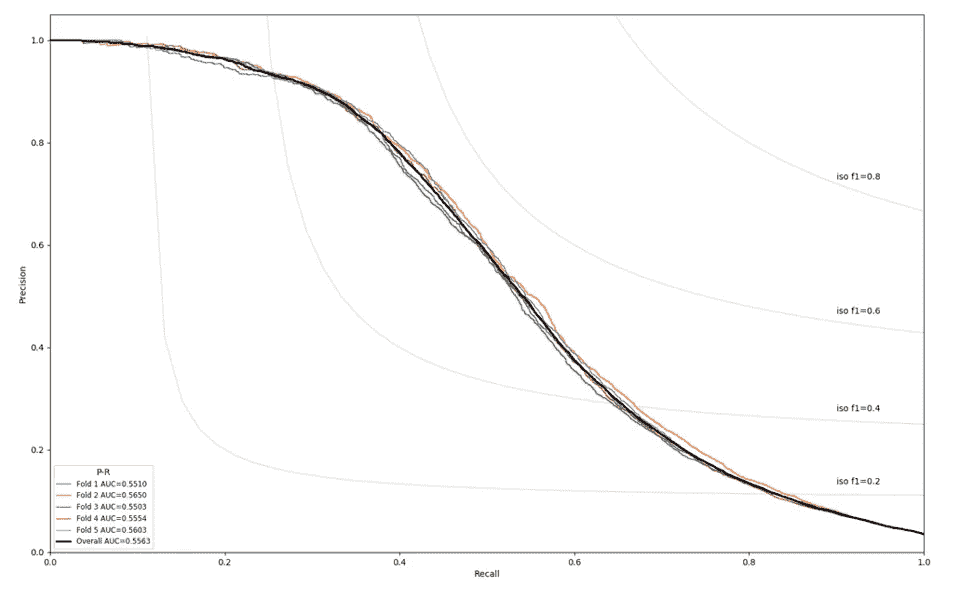 1.0
0.8
0.6
0.4
0.2
0.0
Precision
iso f1=0.8
iso f1=0.6
iso f1=0.4
iso f1=0.2
P-R
Fold 1 AUC=0.5510
Fold 2 AUC=0.5650
Fold 3 AUC=0.5503
Fold 4 AUC=0.5554
Fold 5 AUC=0.5603
Overall AUC=0.5563
0.0 0.2 0.4 0.6 0.8 1.0
Recall